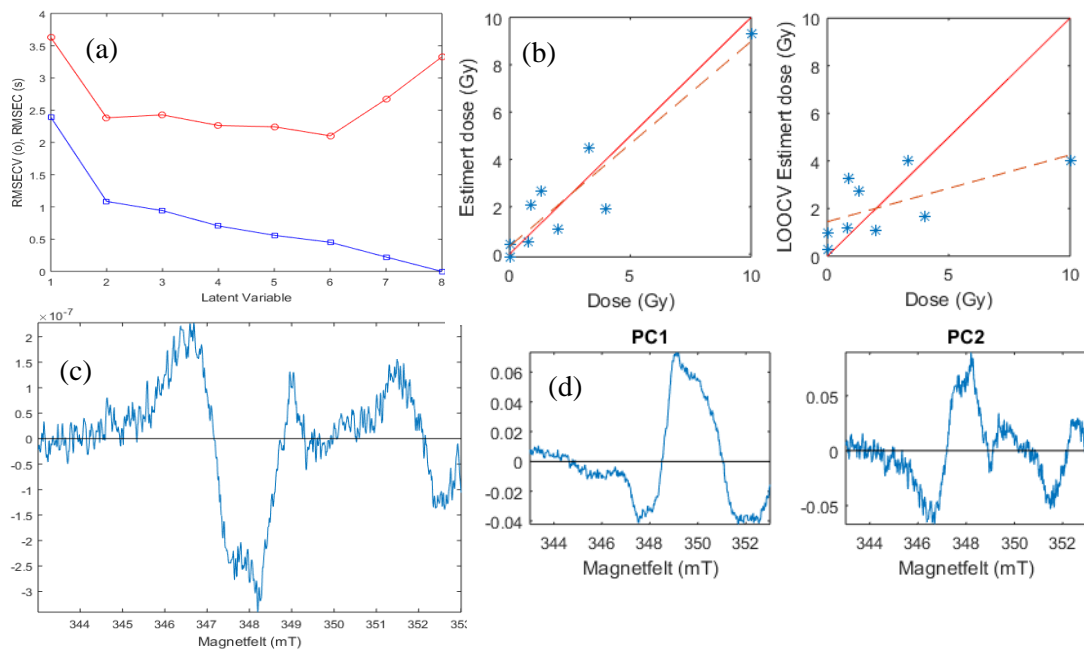 (a)
RMSECV (o), RMSEC (s)
4
3.5
3
2.5
2
1.5
1
0.5
0
1 2 3 4 5 6 7 8
Latent Variable
(b)
Estimert dose (Gy)
10
8
6
4
2
0
0 5 10
Dose (Gy)
LOOCV Estimert dose (Gy)
10
8
6
4
2
0
0 5 10
Dose (Gy)
(c)
× 10⁻⁷
2
1.5
1
0.5
0
-0.5
-1
-1.5
-2
-2.5
-3
344 345 346 347 348 349 350 351 352
Magnetfelt (mT)
(d)
PC1
0.06
0.04
0.02
0
-0.02
-0.04
344 346 348 350 352
Magnetfelt (mT)
PC2
0.05
0
-0.05
344 346 348 350 352
Magnetfelt (mT)